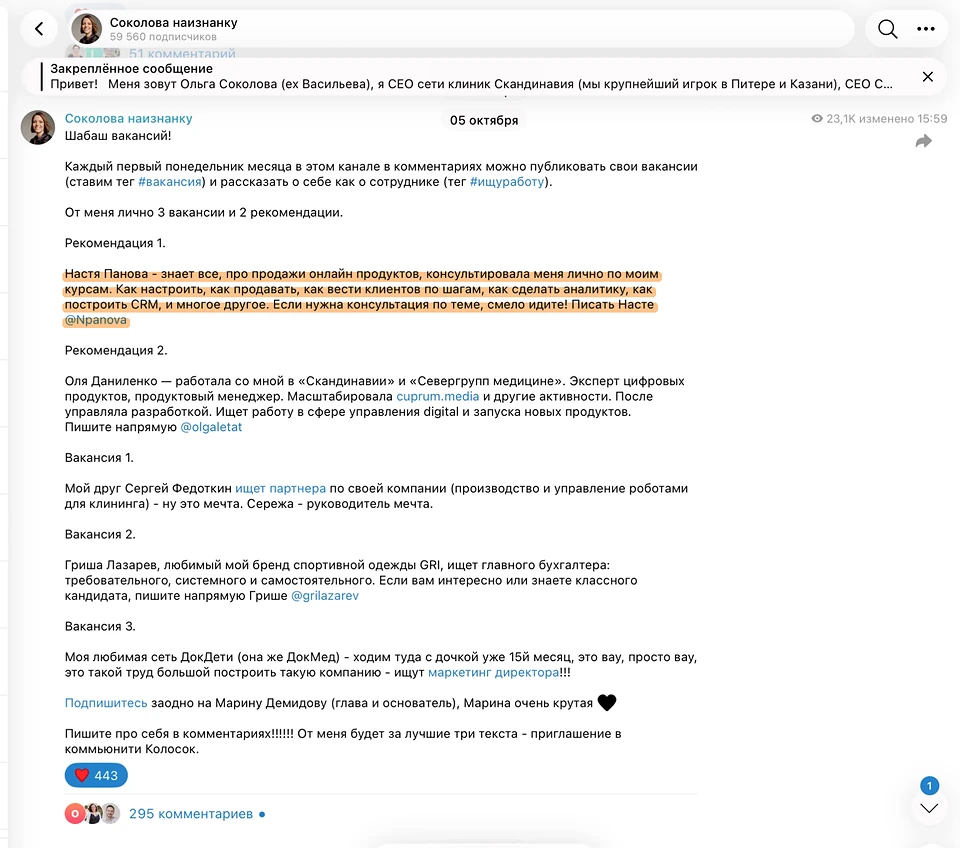 Соколова наизнанку
59 560 подписчиков
51 комментарий
Закреплённое сообщение
Привет! Меня зовут Ольга Соколова (ex Васильева), я CEO сети клиник Скандинавия (мы крупнейший игрок в Питере и Казани), CEO С...
Соколова наизнанку
05 октября
23,1K изменено 15:59
Шабаш вакансий!
Каждый первый понедельник месяца в этом канале в комментариях можно публиковать свои вакансии
(ставим тег #вакансия) и рассказать о себе как о сотруднике (тег #ищуработу).
От меня лично 3 вакансии и 2 рекомендации.
Рекомендация 1.
Настя Панова - знает все, про продажи онлайн продуктов, консультировала меня лично по моим
курсам. Как настроить, как продавать, как вести клиентов по шагам, как сделать аналитику, как
построить CRM, и многое другое. Если нужна консультация по теме, смело идите! Писать Насте
@Npanova
Рекомендация 2.
Оля Даниленко — работала со мной в «Скандинавии» и «Севергрупп медицине». Эксперт цифровых
продуктов, продуктовый менеджер. Масштабировала cuprum.media и другие активности. После
управляла разработкой. Ищет работу в сфере управления digital и запуска новых продуктов.
Пишите напрямую @olgaletat
Вакансия 1.
Мой друг Сергей Федоткин ищет партнера по своей компании (производство и управление роботами
для клининга) - ну это мечта. Сережа - руководитель мечта.
Вакансия 2.
Гриша Лазарев, любимый мой бренд спортивной одежды GRI, ищет главного бухгалтера:
требовательного, системного и самостоятельного. Если вам интересно или знаете классного
кандидата, пишите напрямую Грише @grilazarev
Вакансия 3.
Моя любимая сеть ДокДети (она же ДокМед) - ходим туда с дочкой уже 15й месяц, это вау, просто вау,
это такой труд большой построить такую компанию - ищут маркетинг директора!!!
Подпишитесь заодно на Марину Демидову (глава и основатель), Марина очень крутая 🖤
Пишите про себя в комментариях!!!!!! От меня будет за лучшие три текста - приглашение в
коммьюнити Колосок.
❤️ 443
О
295 комментариев
1